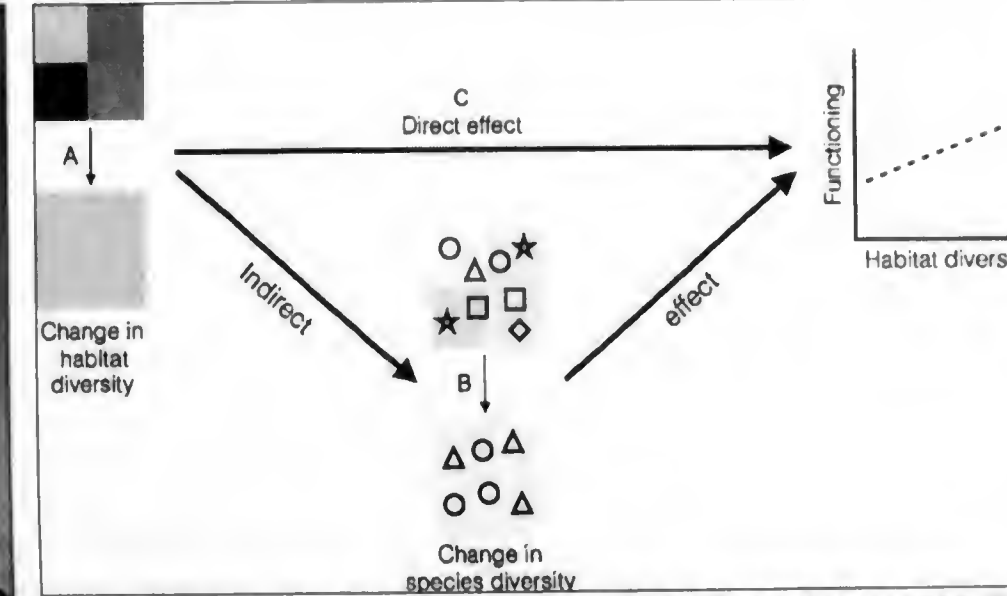 C
Direct effect
A
Functioning
Habitat divers
Indirect
effect
Change in
habitat
diversity
B
Change in
species diversity